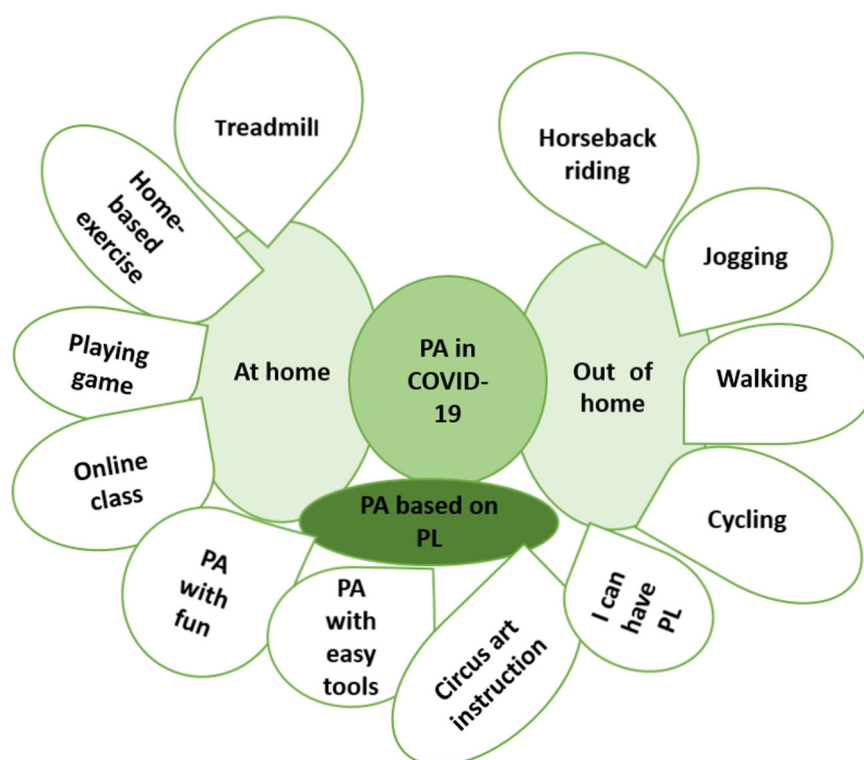 Treadmill
Horseback
riding
Home-
based
exercise
Jogging
Playing
game
At home
PA in
COVID-
19
Out of
home
Walking
Online
class
PA based on
PL
Cycling
PA
with
fun
PA
with
easy
tools
Circus art
instruction
I can
have
PL